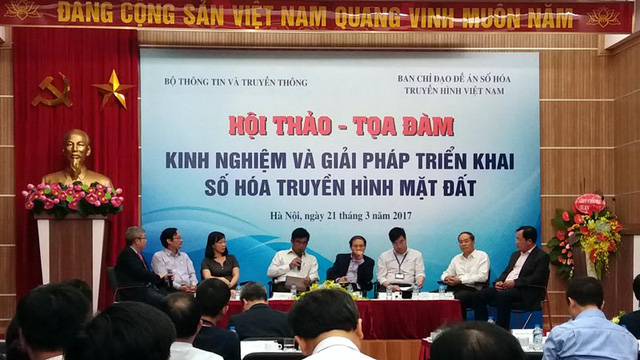 ĐẢNG CỘNG SẢN VIỆT NAM QUANG VINH MUÔN NĂM
BỘ THÔNG TIN VÀ TRUYỀN THÔNG
BAN CHỈ ĐẠO ĐỀ ÁN SỐ HÓA
TRUYỀN HÌNH VIỆT NAM
HỘI THẢO - TỌA ĐÀM
KINH NGHIỆM VÀ GIẢI PHÁP TRIỂN KHAI
SỐ HÓA TRUYỀN HÌNH MẶT ĐẤT
Hà Nội, ngày 21 tháng 3 năm 2017